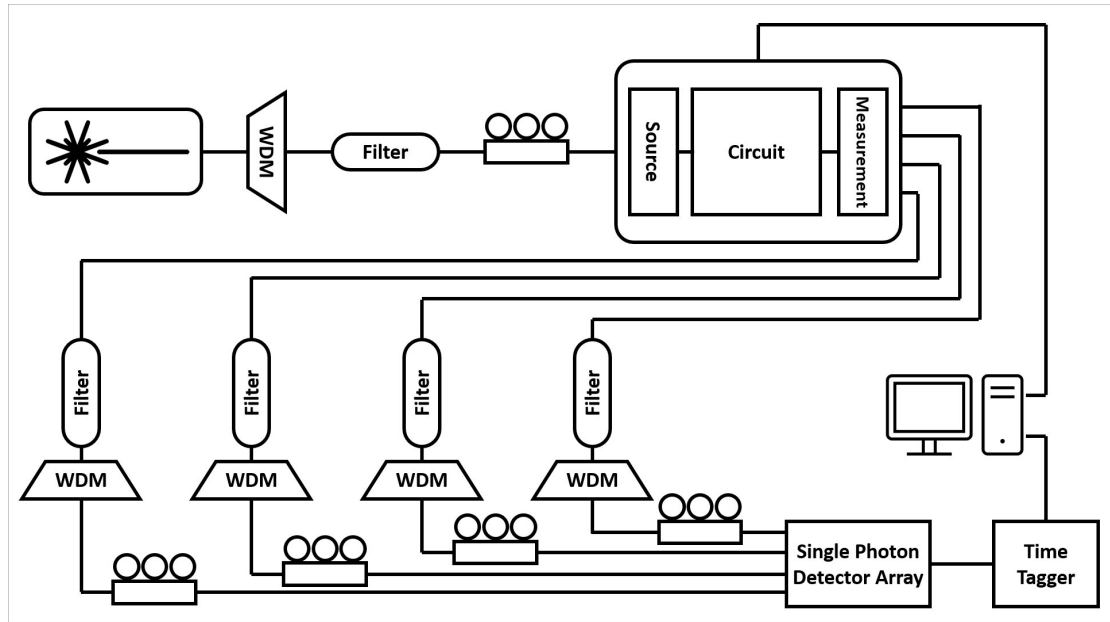 WDM
Filter
Source
Circuit
Measurement
Filter
Filter
Filter
Filter
WDM
WDM
WDM
WDM
Single Photon
Detector Array
Time
Tagger